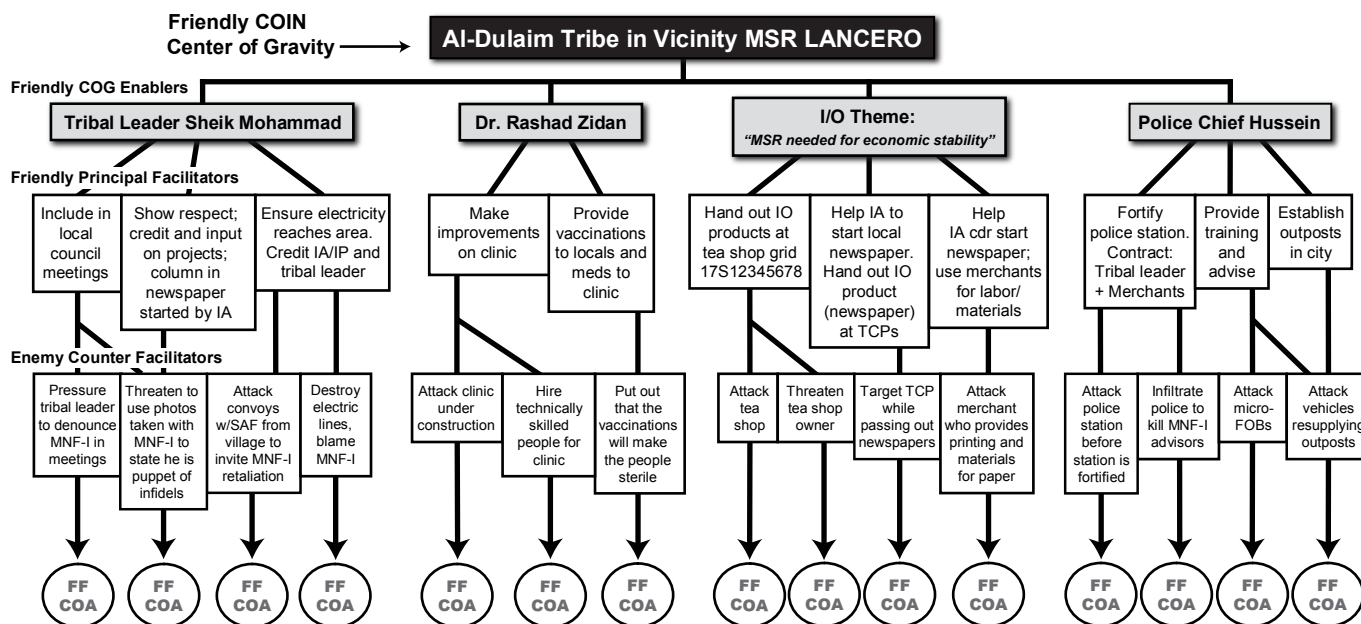 Friendly COIN
Center of Gravity
Al-Dulaim Tribe in Vicinity MSR LANCERO
Friendly COG Enablers
Tribal Leader Sheik Mohammad
Dr. Rashad Zidan
I/O Theme:
“MSR needed for economic stability”
Police Chief Hussein
Friendly Principal Facilitators
Include in
local
council
meetings
Show respect;
credit and input
on projects;
column in
newspaper
started by IA
Ensure electricity
reaches area.
Credit IA/IP and
tribal leader
Make
improvements
on clinic
Provide
vaccinations
to locals and
meds to
clinic
Hand out IO
products at
tea shop grid
17S12345678
Help IA to
start local
newspaper.
Hand out IO
product
(newspaper)
at TCPs
Help
IA cdr start
newspaper;
use merchants
for labor/
materials
Fortify
police station.
Contract:
Tribal leader
+ Merchants
Provide
training
and
advise
Establish
outposts
in city
Enemy Counter Facilitators
Pressure
tribal leader
to denounce
MNF-I in
meetings
Threaten to
use photos
taken with
MNF-I to
state he is
puppet of
infidels
Attack
convoys
w/SAF from
village to
invite MNF-I
retaliation
Destroy
electric
lines,
blame
MNF-I
Attack clinic
under
construction
Hire
technically
skilled
people for
clinic
Put out
that the
vaccinations
will make
the people
sterile
Attack
tea
shop
Threaten
tea shop
owner
Target TCP
while
passing out
newspapers
Attack
merchant
who provides
printing and
materials
for paper
Attack
police
station
before
station is
fortified
Infiltrate
police to
kill MNF-I
advisors
Attack
micro-
FOBs
Attack
vehicles
resupplying
outposts
FF
COA
FF
COA
FF
COA
FF
COA
FF
COA
FF
COA
FF
COA
FF
COA
FF
COA
FF
COA
FF
COA
FF
COA
FF
COA
FF
COA
FF
COA